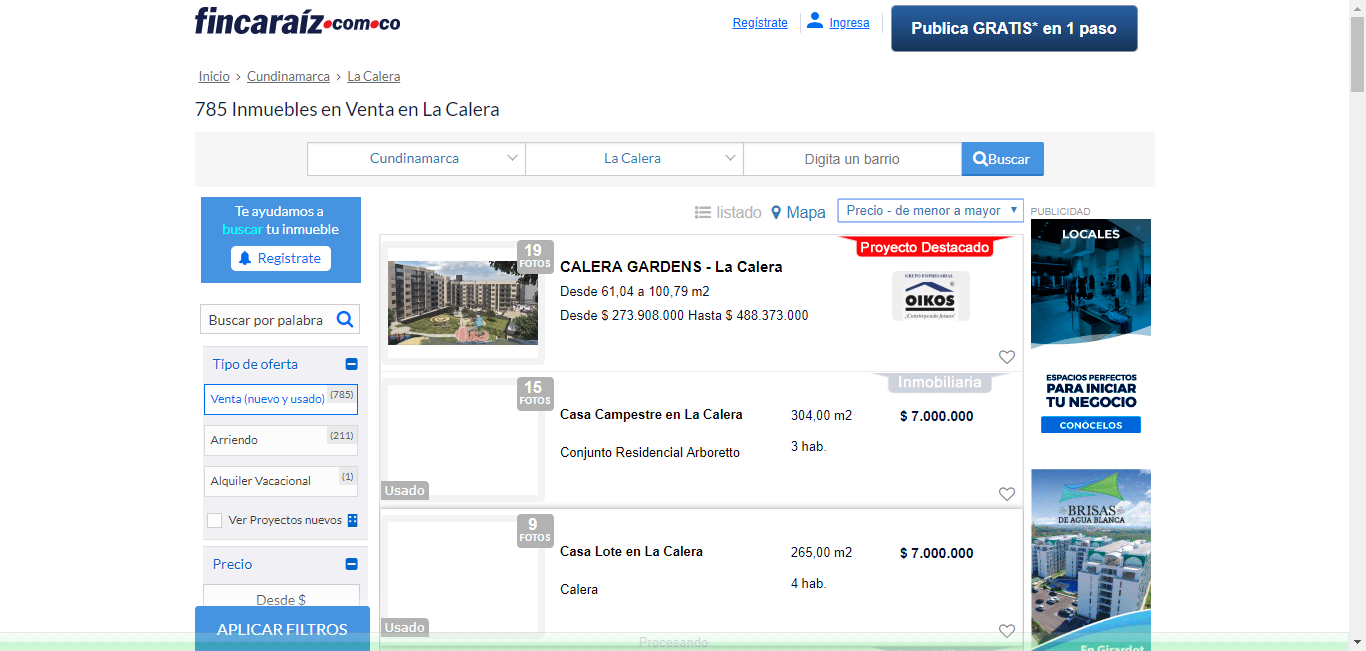 fincaraíz.com.co
Regístrate
Ingresa
Publica GRATIS* en 1 paso
Inicio › Cundinamarca › La Calera
785 Inmuebles en Venta en La Calera
Cundinamarca
La Calera
Digita un barrio
Buscar
Te ayudamos a
buscar tu inmueble
Registrate
Buscar por palabra
Tipo de oferta
Venta (nuevo y usado) (785)
Arriendo (211)
Alquiler Vacacional (1)
Ver Proyectos nuevos
Precio
Desde $
APLICAR FILTROS
listado
Mapa
Precio - de menor a mayor
19
FOTOS
CALERA GARDENS - La Calera
Desde 61,04 a 100,79 m2
Desde $ 273.908.000 Hasta $ 488.373.000
Proyecto Destacado
GRUPO EMPRESARIAL
OIKOS
¡Construyendo futuro!
15
FOTOS
Usado
Casa Campestre en La Calera
Conjunto Residencial Arboretto
304,00 m2
3 hab.
Inmobiliaria
$ 7.000.000
9
FOTOS
Usado
Casa Lote en La Calera
Calera
265,00 m2
4 hab.
$ 7.000.000
Procesando
PUBLICIDAD
LOCALES
ESPACIOS PERFECTOS
PARA INICIAR
TU NEGOCIO
CONÓCELOS
BRISAS
DE AGUA BLANCA
En Girardot